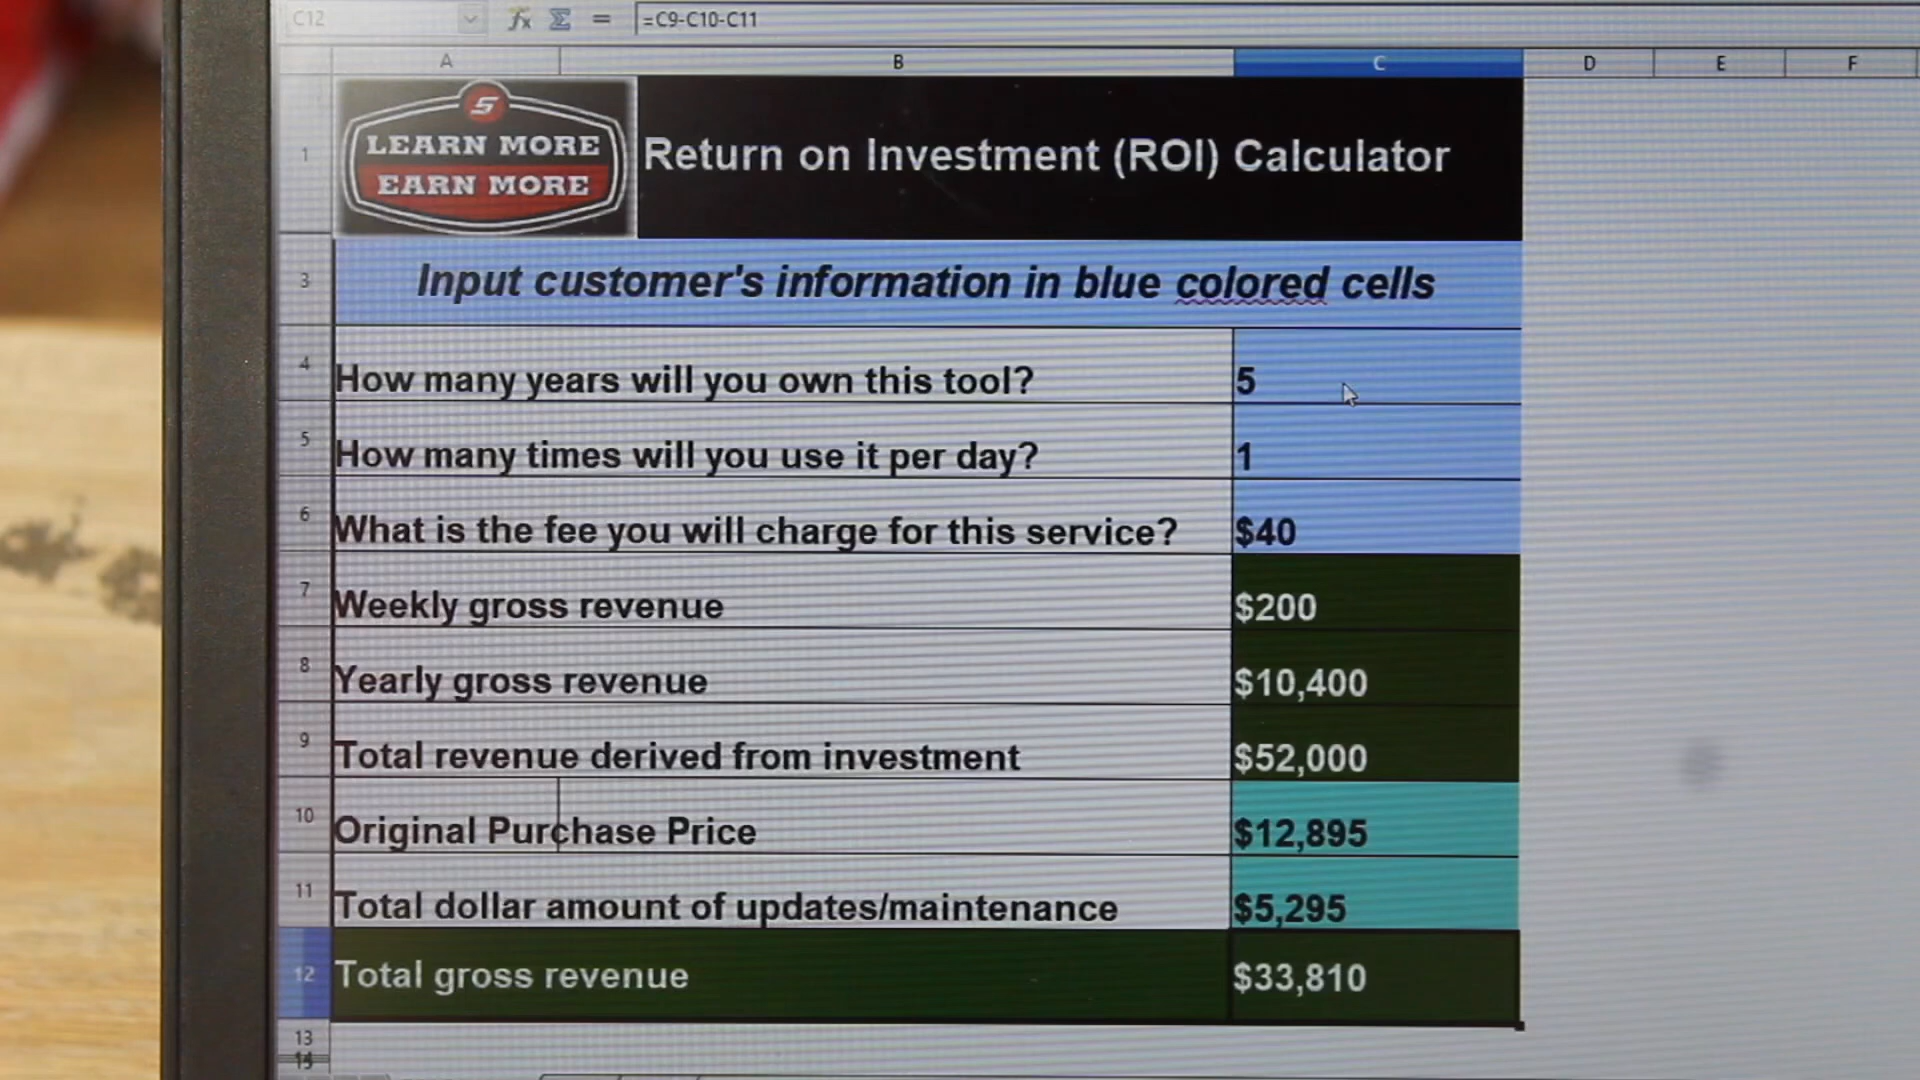 C12 fx Σ = =C9-C10-C11
A B C D E F
1 S LEARN MORE EARN MORE Return on Investment (ROI) Calculator
3 Input customer's information in blue colored cells
4 How many years will you own this tool? 5
5 How many times will you use it per day? 1
6 What is the fee you will charge for this service? $40
7 Weekly gross revenue $200
8 Yearly gross revenue $10,400
9 Total revenue derived from investment $52,000
10 Original Purchase Price $12,895
11 Total dollar amount of updates/maintenance $5,295
12 Total gross revenue $33,810
13